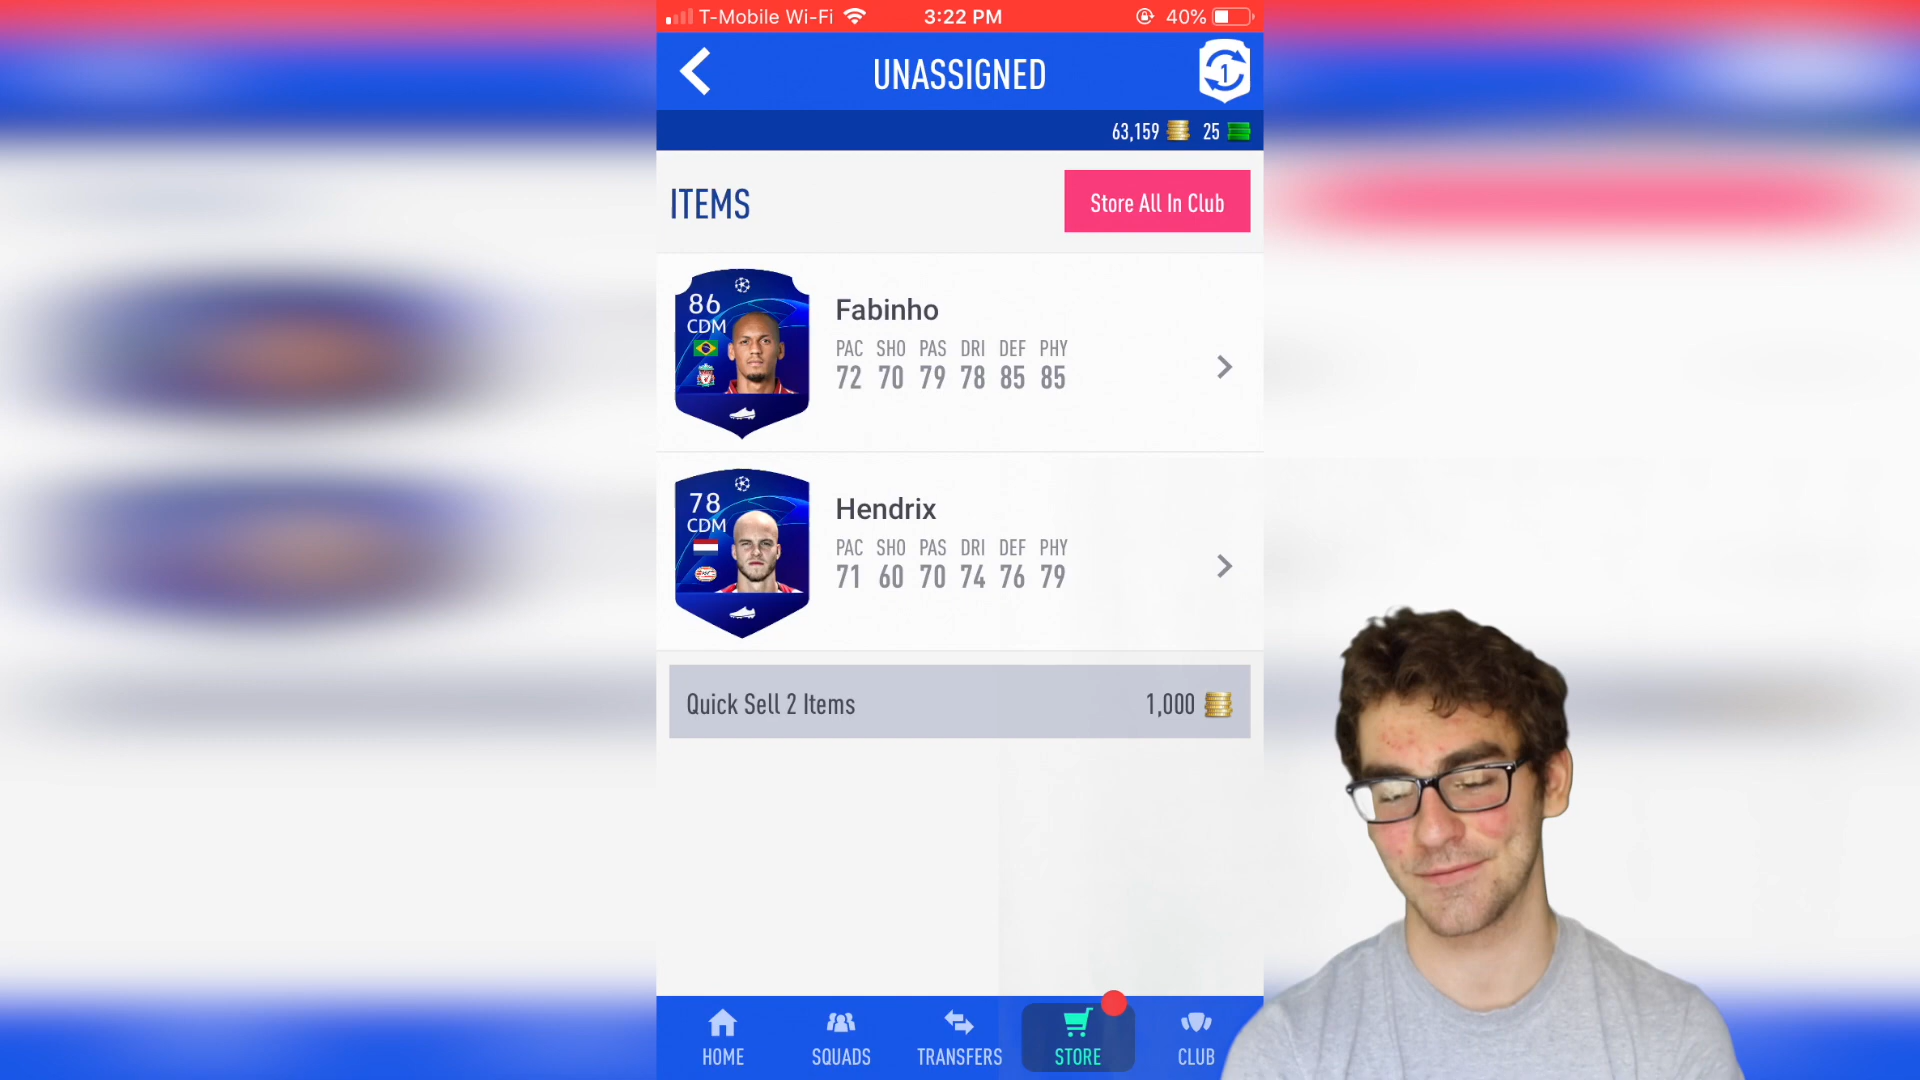 T-Mobile Wi-Fi 3:22 PM 40%
UNASSIGNED
1
63,159 25
ITEMS
Store All In Club
86
CDM
Fabinho
PAC SHO PAS DRI DEF PHY
72 70 79 78 85 85
78
CDM
PSV
Hendrix
PAC SHO PAS DRI DEF PHY
71 60 70 74 76 79
Quick Sell 2 Items 1,000
HOME SQUADS TRANSFERS STORE CLUB